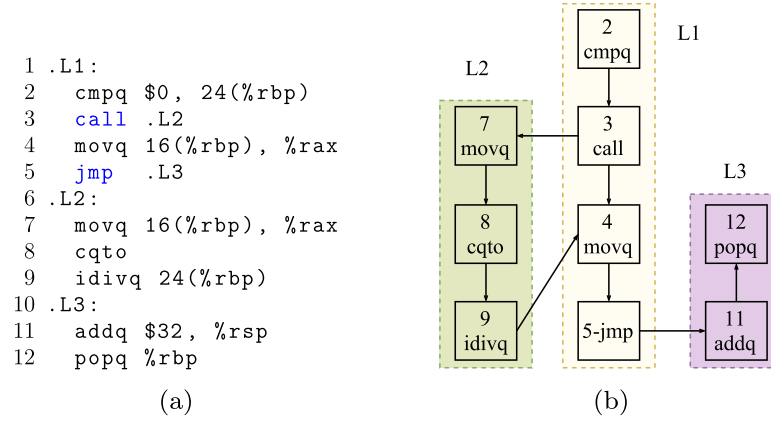 1 .L1:
2 cmpq $0, 24(%rbp)
3 call .L2
4 movq 16(%rbp), %rax
5 jmp .L3
6 .L2:
7 movq 16(%rbp), %rax
8 cqto
9 idivq 24(%rbp)
10 .L3:
11 addq $32, %rsp
12 popq %rbp
(a)
L1
2
cmpq
3
call
4
movq
5-jmp
L2
7
movq
8
cqto
9
idivq
L3
12
popq
11
addq
(b)